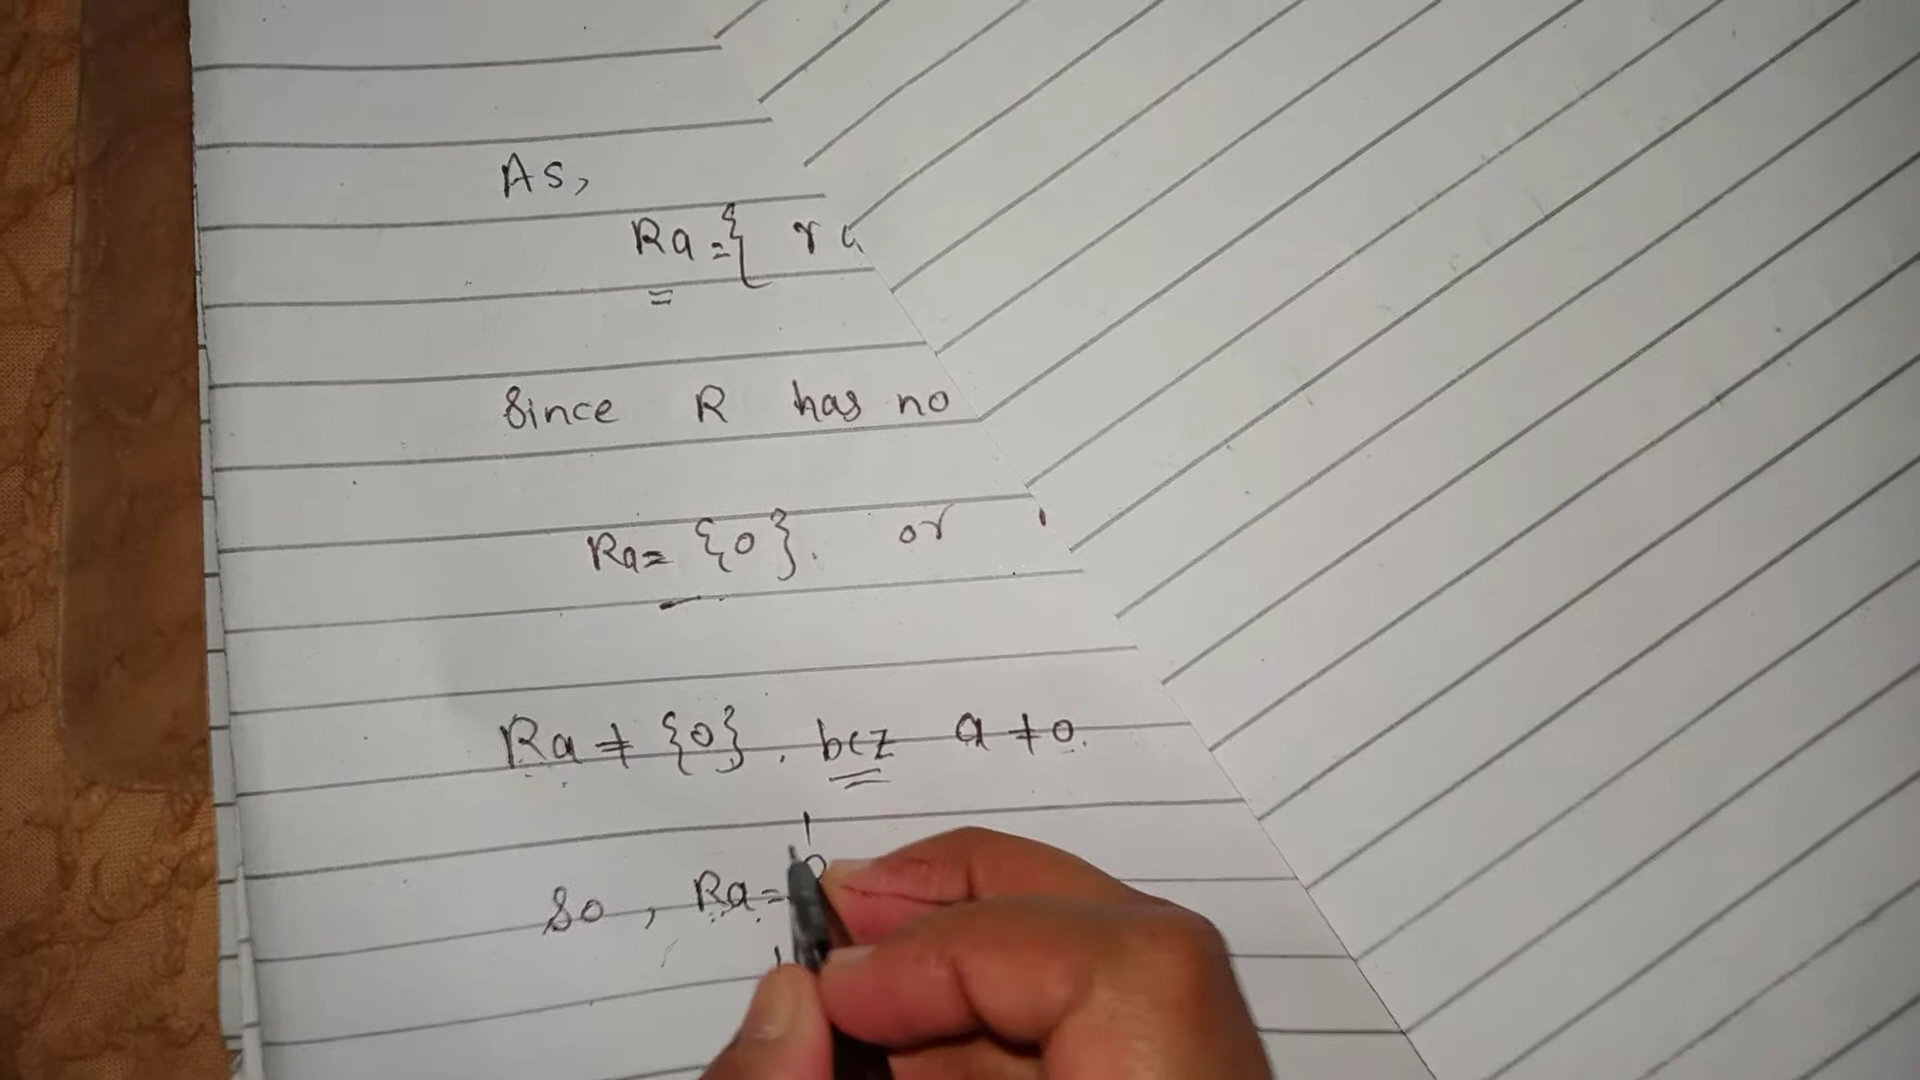 As,
Ra = { r
Since R has no
Ra = {0}. or
Ra ≠ {0}. bcz a ≠ 0.
So, Ra =